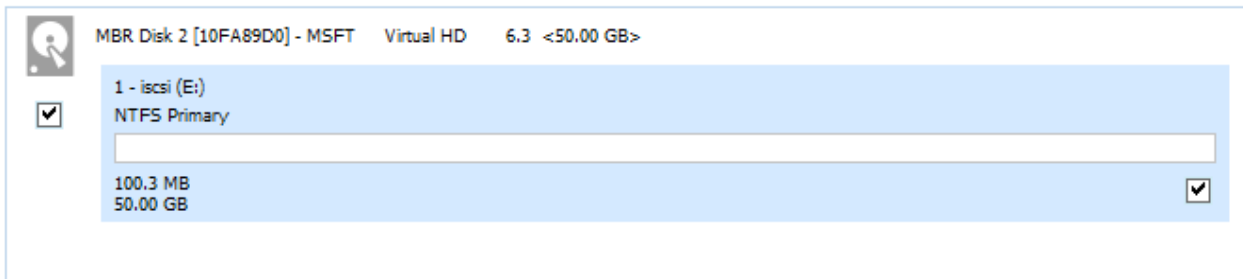 MBR Disk 2 [10FA89D0] - MSFT Virtual HD 6.3 <50.00 GB>
1 - iscsi (E:)
NTFS Primary
100.3 MB
50.00 GB